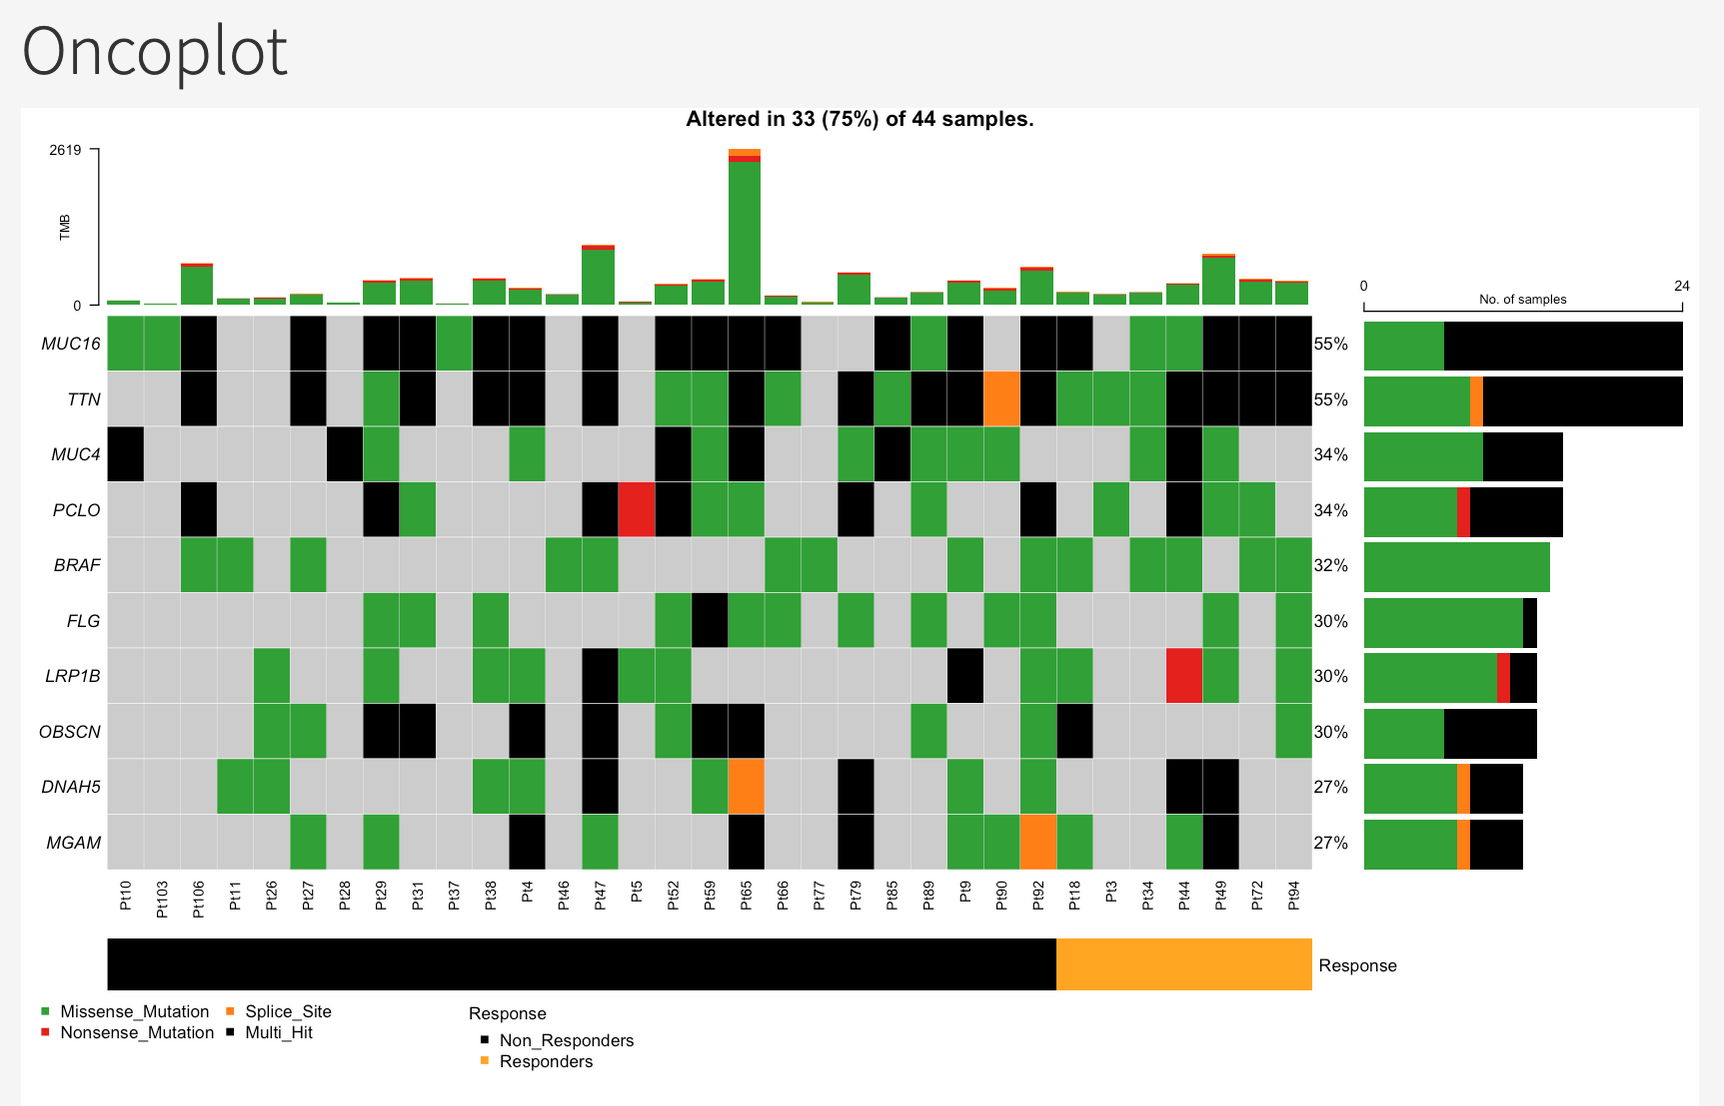 Oncoplot
Altered in 33 (75%) of 44 samples.
2619
TMB
0
0 24
No. of samples
MUC16 55%
TTN 55%
MUC4 34%
PCLO 34%
BRAF 32%
FLG 30%
LRP1B 30%
OBSCN 30%
DNAH5 27%
MGAM 27%
Pt10 Pt103 Pt106 Pt11 Pt26 Pt27 Pt28 Pt29 Pt31 Pt37 Pt38 Pt4 Pt46 Pt47 Pt5 Pt52 Pt59 Pt65 Pt66 Pt77 Pt79 Pt85 Pt89 Pt9 Pt90 Pt92 Pt18 Pt3 Pt34 Pt44 Pt49 Pt72 Pt94
Response
Missense_Mutation Splice_Site
Nonsense_Mutation Multi_Hit
Response
Non_Responders
Responders